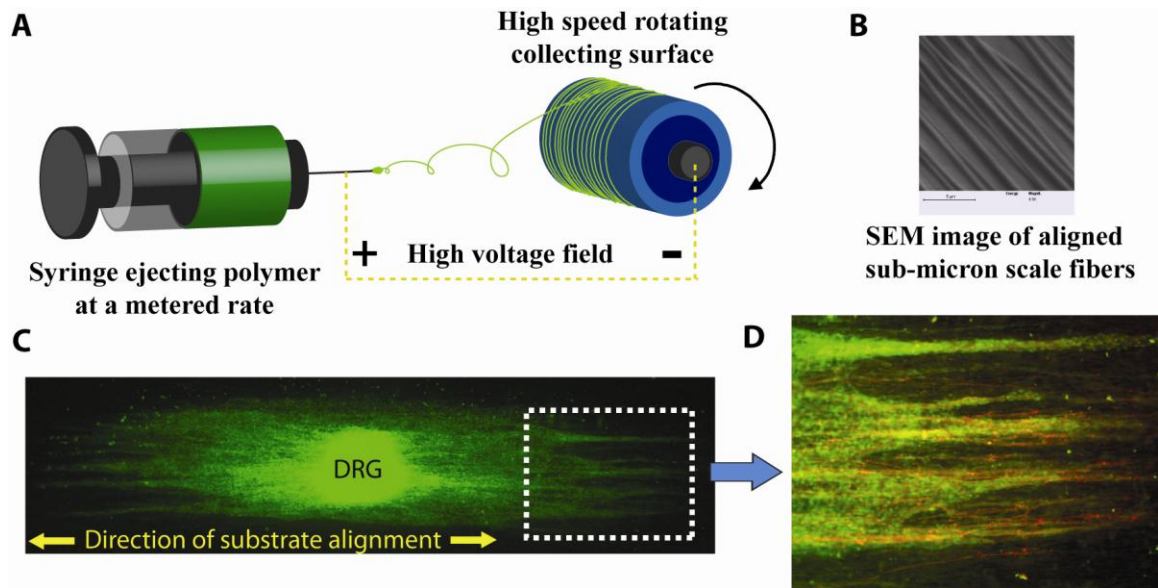 A
High speed rotating
collecting surface
B
+ High voltage field -
Syringe ejecting polymer
at a metered rate
SEM image of aligned
sub-micron scale fibers
C
DRG
Direction of substrate alignment
D